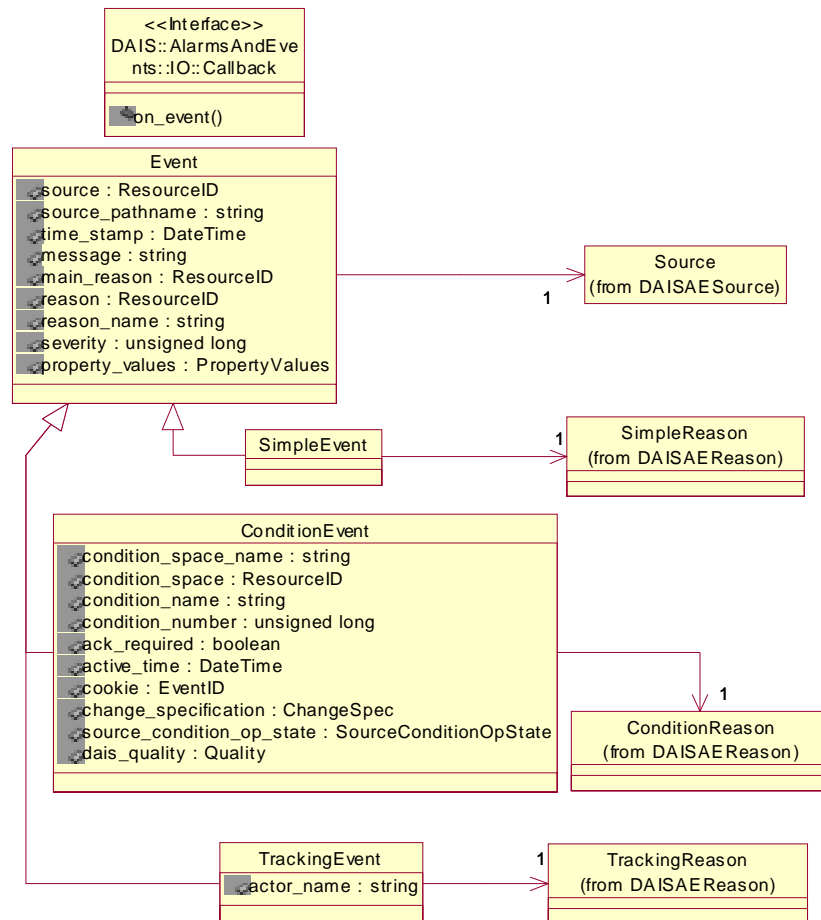 <<Interface>>
DAIS::AlarmsAndEve
nts::IO::Callback
on_event()
Event
source : ResourceID
source_pathname : string
time_stamp : DateTime
message : string
main_reason : ResourceID
reason : ResourceID
reason_name : string
severity : unsigned long
property_values : PropertyValues
1
Source
(from DAISAESource)
SimpleEvent
1
SimpleReason
(from DAISAEReason)
ConditionEvent
condition_space_name : string
condition_space : ResourceID
condition_name : string
condition_number : unsigned long
ack_required : boolean
active_time : DateTime
cookie : EventID
change_specification : ChangeSpec
source_condition_op_state : SourceConditionOpState
dais_quality : Quality
1
ConditionReason
(from DAISAEReason)
TrackingEvent
actor_name : string
1
TrackingReason
(from DAISAEReason)